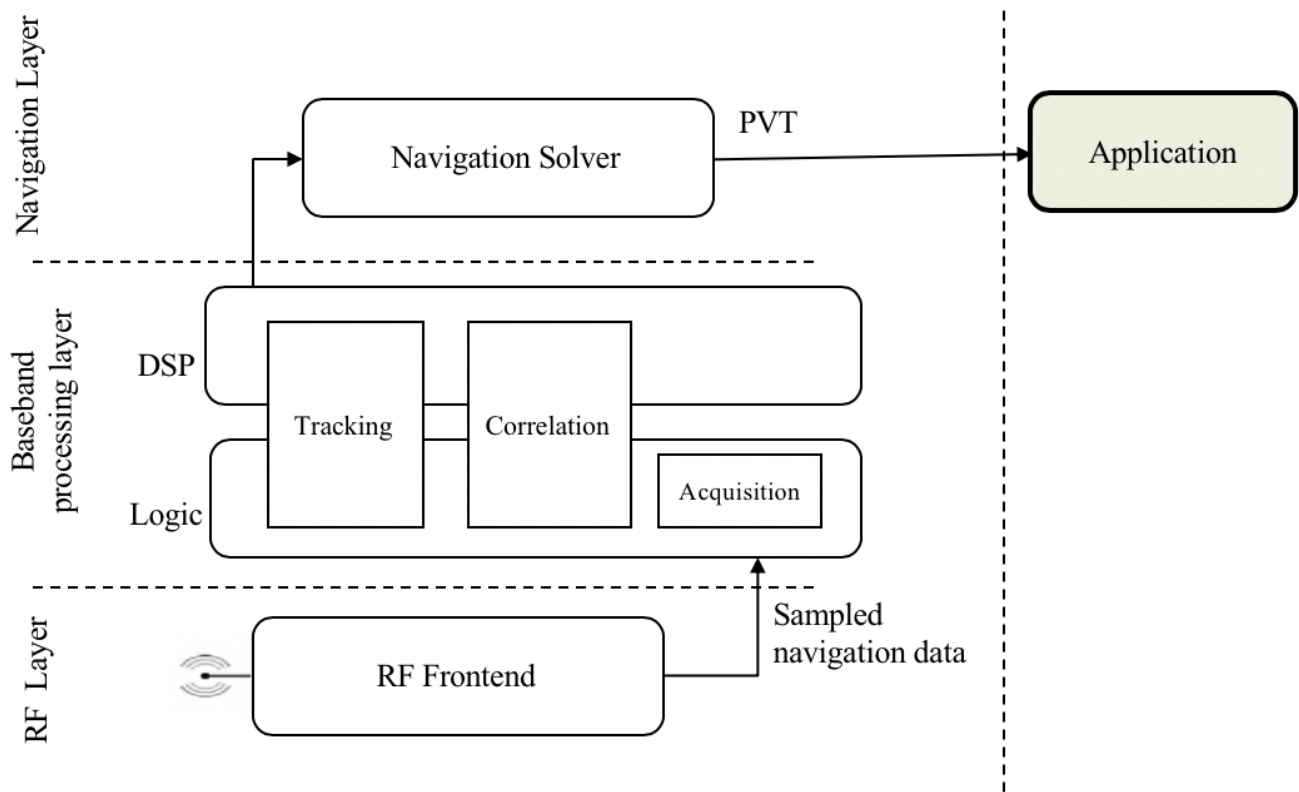 Navigation Layer
Navigation Solver
PVT
Application
Baseband
processing layer
DSP
Tracking
Correlation
Logic
Acquisition
RF Layer
RF Frontend
Sampled
navigation data